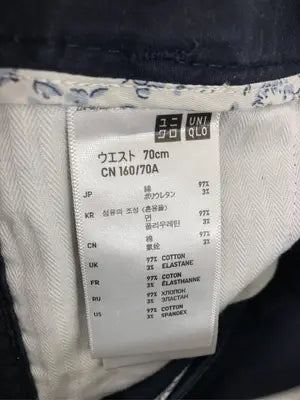 ユニ
クロ
UNI
QLO
ウエスト 70cm
CN 160/70A
JP 綿 97%
ポリウレタン 3%
KR 섬유의 조성 <혼용율>
면 97%
폴리우레틴 3%
CN 棉 97%
氨纶 3%
UK 97% COTTON
3% ELASTANE
FR 97% COTON
3% ÉLASTHANNE
RU 97% ХЛОПОК
3% ЭЛАСТАН
US 97% COTTON
3% SPANDEX